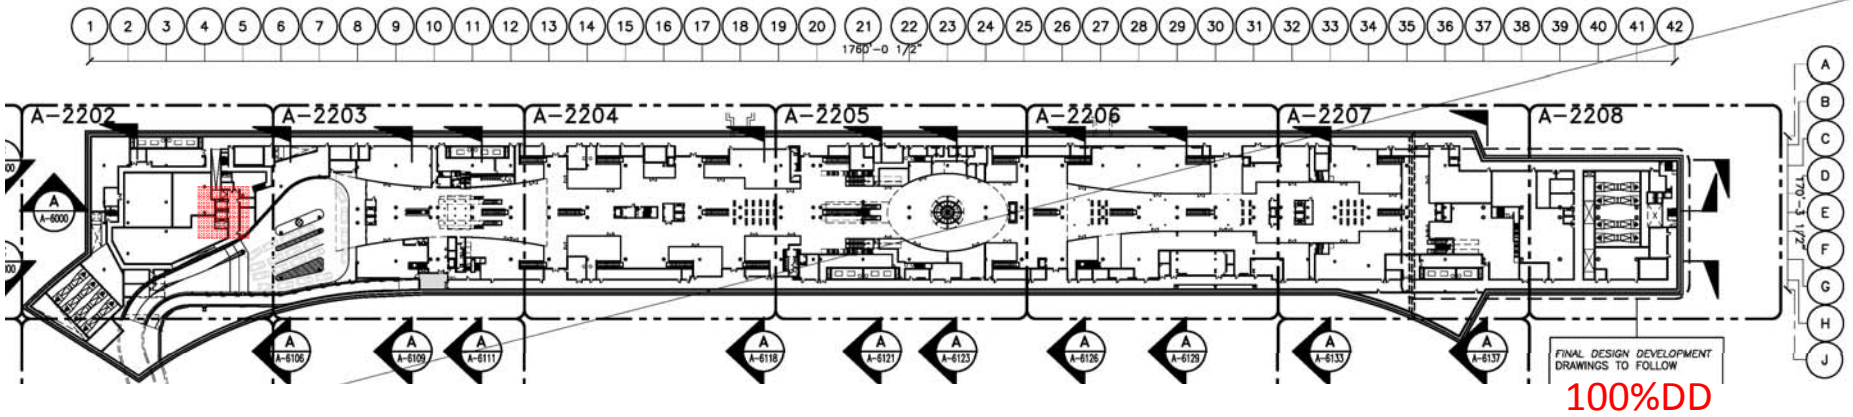 1 2 3 4 5 6 7 8 9 10 11 12 13 14 15 16 17 18 19 20 21 22 23 24 25 26 27 28 29 30 31 32 33 34 35 36 37 38 39 40 41 42
1760'-0 1/2"
A
B
C
D
E
F
G
H
J
170'-3 1/2"
A-2202 A-2203 A-2204 A-2205 A-2206 A-2207 A-2208
A
A-6000
A A A A A A A A A A
A-6106 A-6109 A-6111 A-6118 A-6121 A-6123 A-6126 A-6129 A-6133 A-6137
FINAL DESIGN DEVELOPMENT
DRAWINGS TO FOLLOW
100%DD